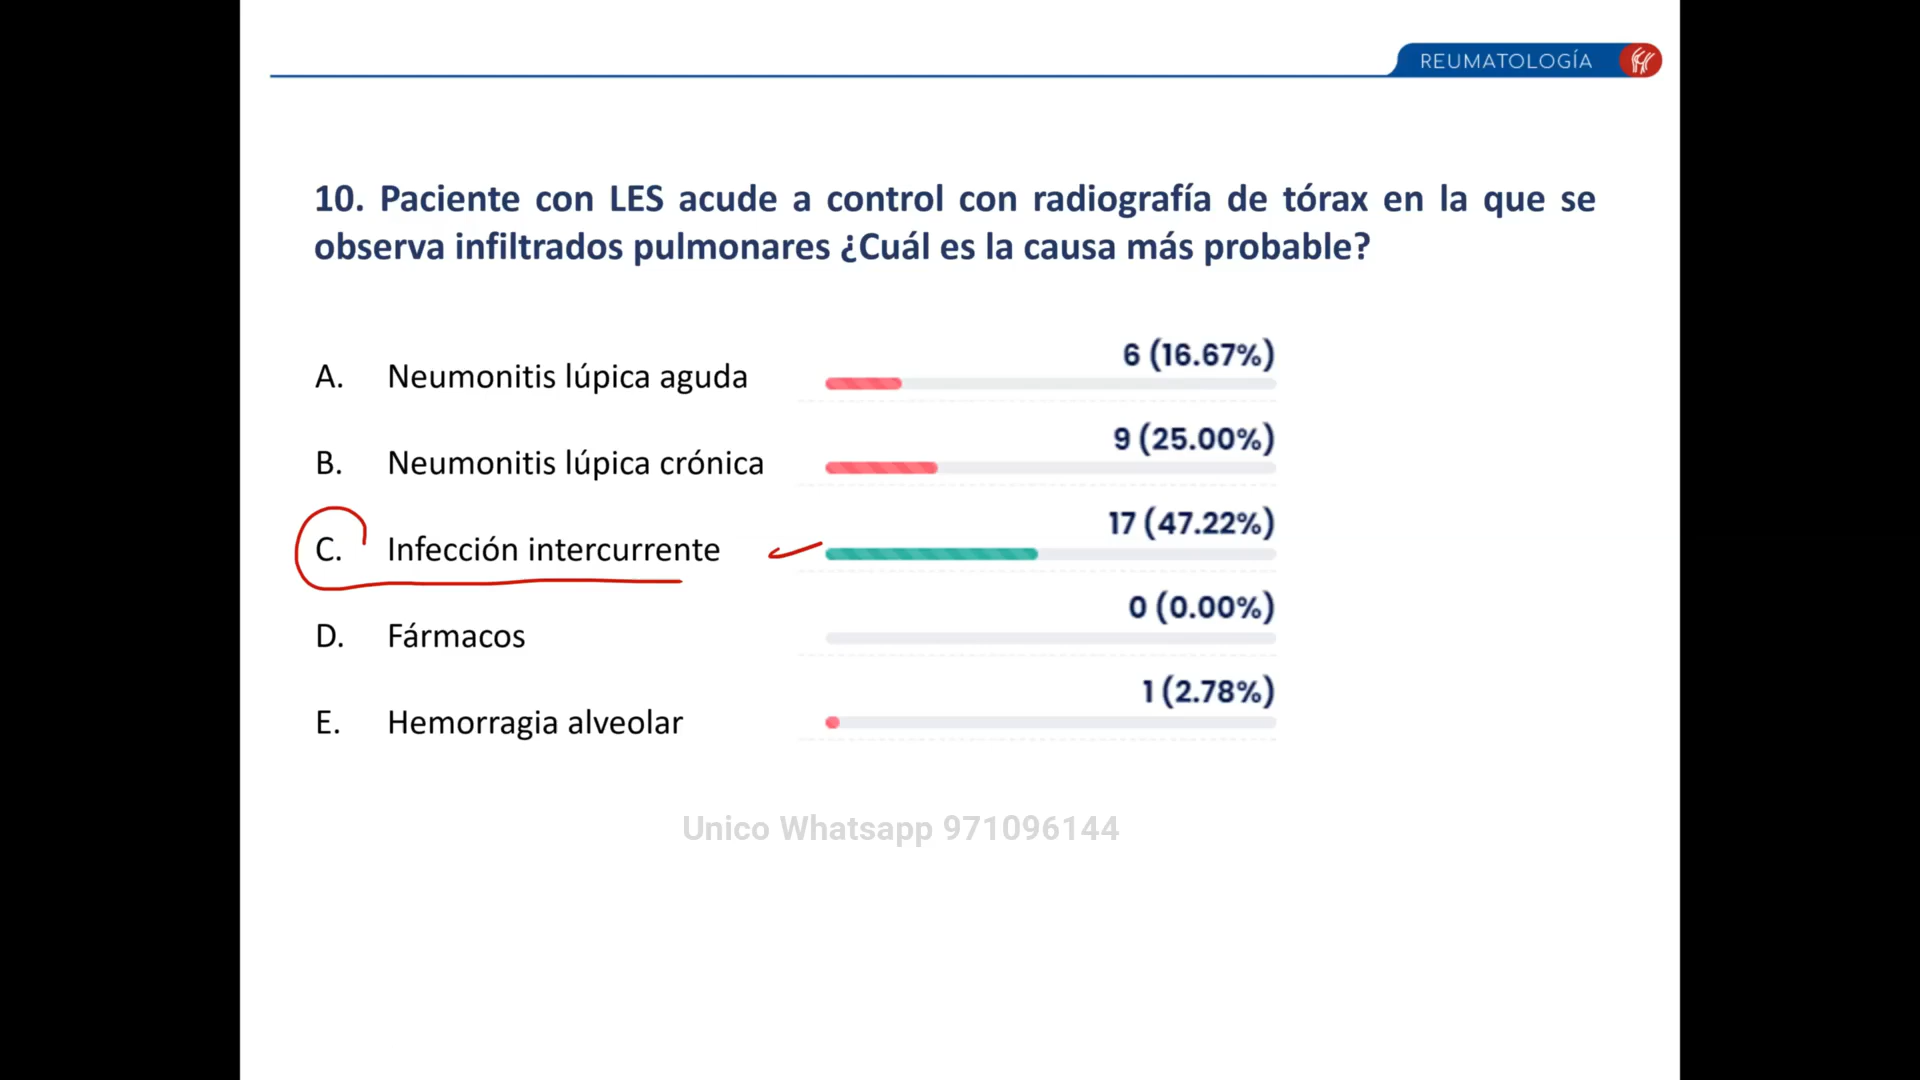 REUMATOLOGÍA
10. Paciente con LES acude a control con radiografía de tórax en la que se
observa infiltrados pulmonares ¿Cuál es la causa más probable?
A. Neumonitis lúpica aguda 6 (16.67%)
B. Neumonitis lúpica crónica 9 (25.00%)
C. Infección intercurrente 17 (47.22%)
D. Fármacos 0 (0.00%)
E. Hemorragia alveolar 1 (2.78%)
Unico Whatsapp 971096144